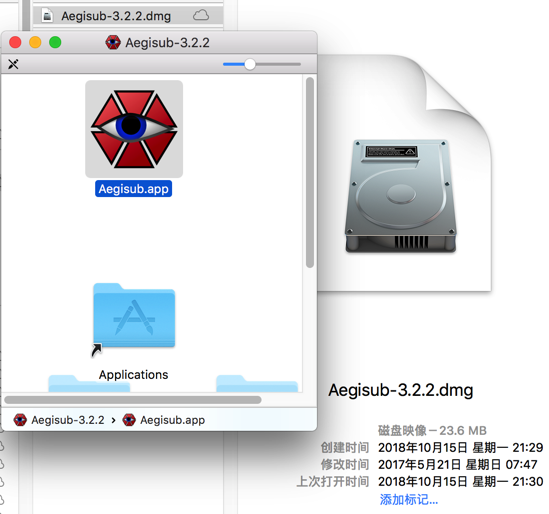 Aegisub-3.2.2.dmg
Aegisub-3.2.2
Aegisub.app
Applications
Aegisub-3.2.2 › Aegisub.app
Aegisub-3.2.2.dmg
磁盘映像 – 23.6 MB
创建时间 2018年10月15日 星期一 21:29
修改时间 2017年5月21日 星期日 07:47
上次打开时间 2018年10月15日 星期一 21:30
添加标记...